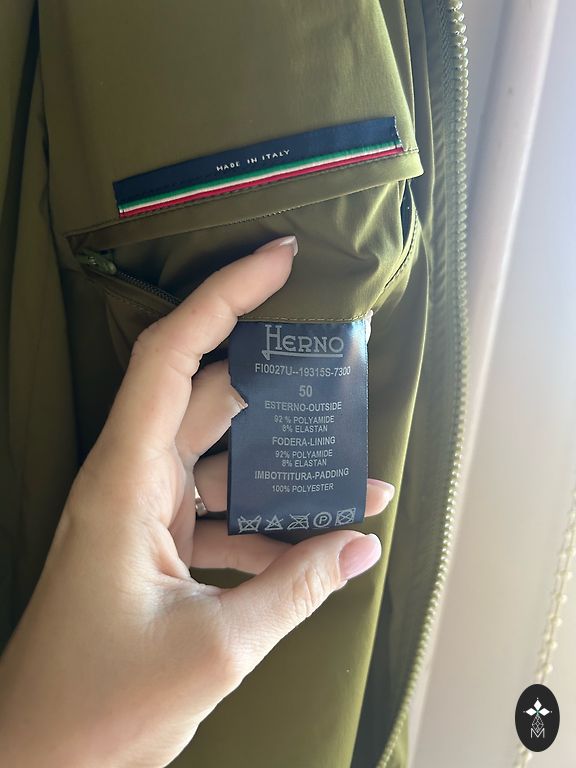 MADE IN ITALY
HERNO
FI0027U--19315S-7300
50
ESTERNO-OUTSIDE
92 % POLYAMIDE
8% ELASTAN
FODERA-LINING
92% POLYAMIDE
8% ELASTAN
IMBOTTITURA-PADDING
100% POLYESTER
P
M